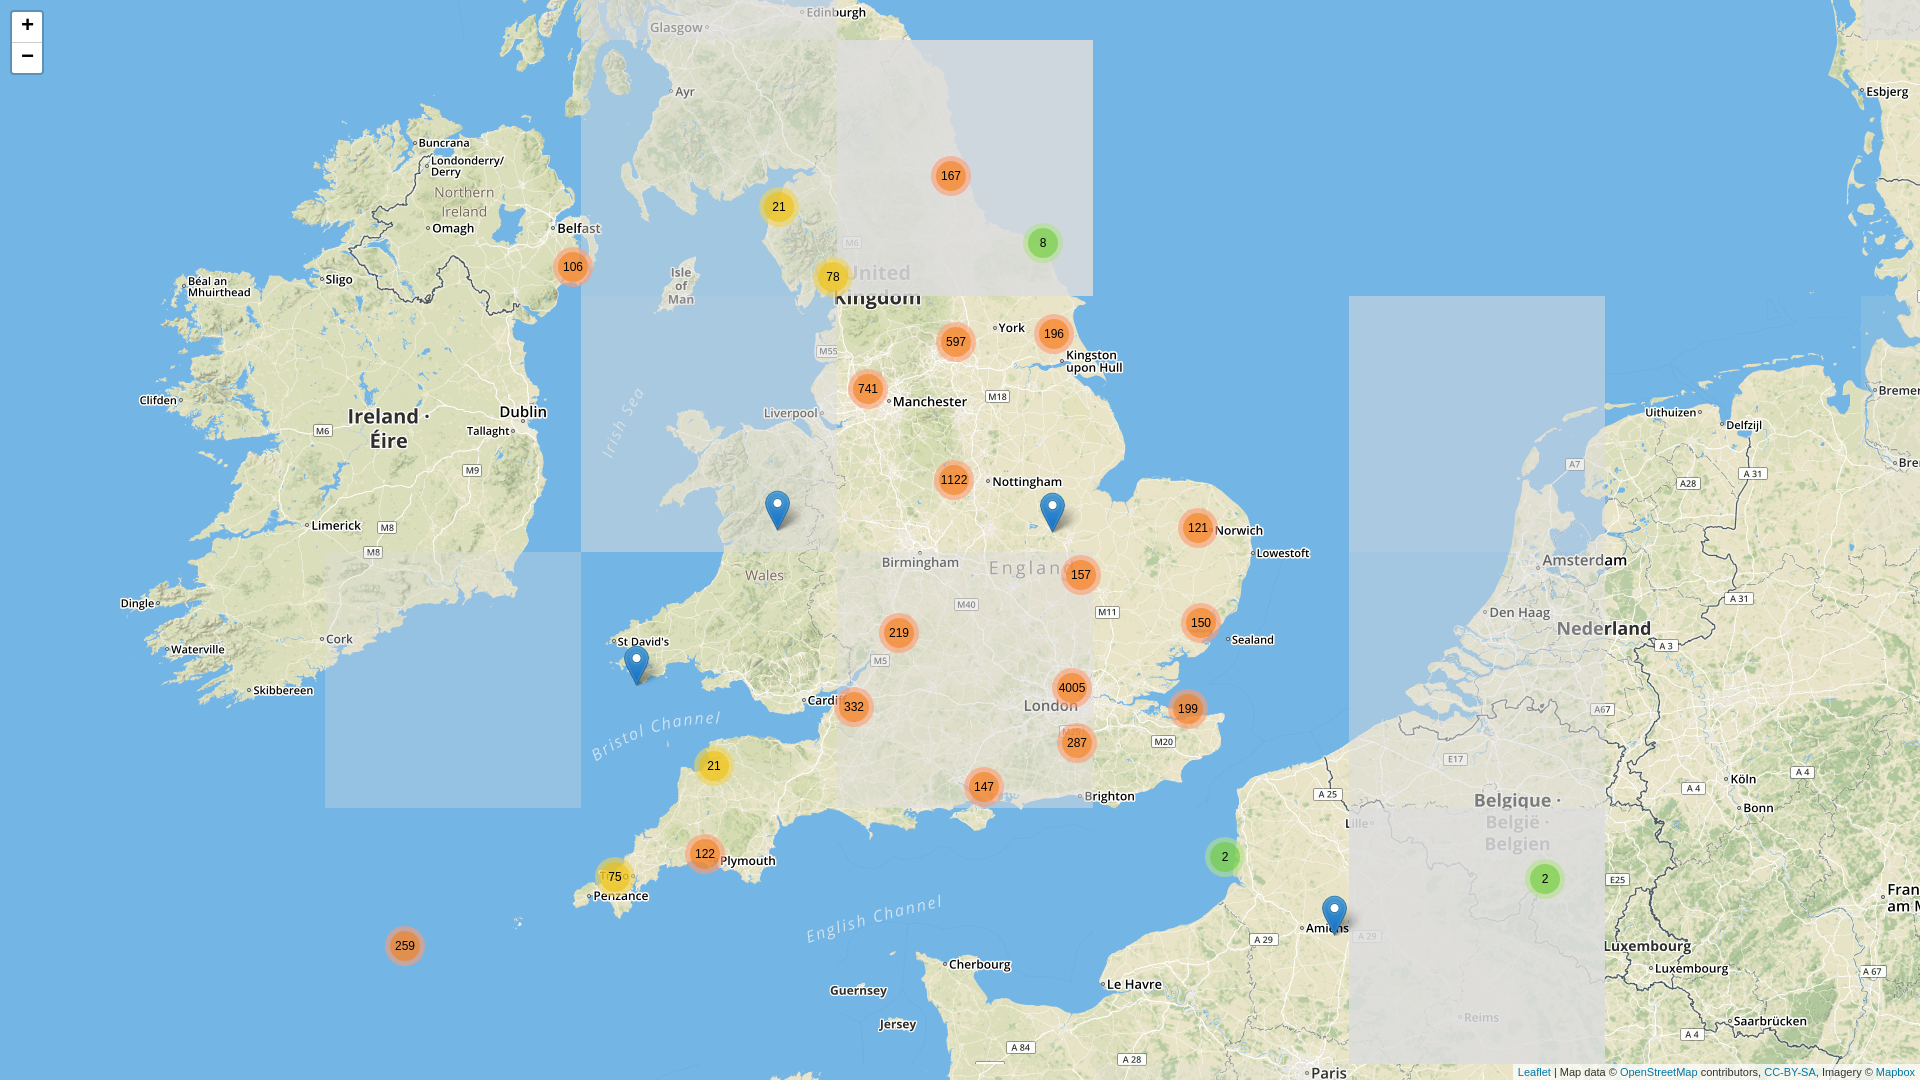 +
−
Glasgow
Edinburgh
Ayr
Esbjerg
Buncrana
Londonderry/
Derry
167
Northern
Ireland
21
Omagh
Belfast
8
M6
106
78
United
Kingdom
Isle
of
Man
Sligo
Béal an
Mhuirthead
York
196
597
M55
Kingston
upon Hull
741
Manchester
M18
Clifden
Liverpool
Dublin
Ireland ·
Éire
Tallaght
M6
Irish Sea
M9
Uithuizen
Delfzijl
A7
A 31
A28
1122
Nottingham
Limerick
M8
M8
121
Norwich
Lowestoft
Birmingham
England
157
Wales
Amsterdam
Dingle
M40
M11
A 31
Den Haag
Nederland
150
219
Cork
St David's
Sealand
A 3
Waterville
M5
Skibbereen
4005
Cardiff
332
London
199
A67
Bristol Channel
287
M20
E17
21
147
Brighton
A 25
Köln
A 4
A 4
Bonn
Belgique ·
België ·
Belgien
Lille
122
Plymouth
2
2
75
Penzance
E25
English Channel
Amiens
A 29
A 29
259
Luxembourg
Luxembourg
A 67
Cherbourg
Le Havre
Guernsey
Jersey
Reims
Saarbrücken
A 4
A 84
A 28
Paris
Leaflet | Map data © OpenStreetMap contributors, CC-BY-SA, Imagery © Mapbox